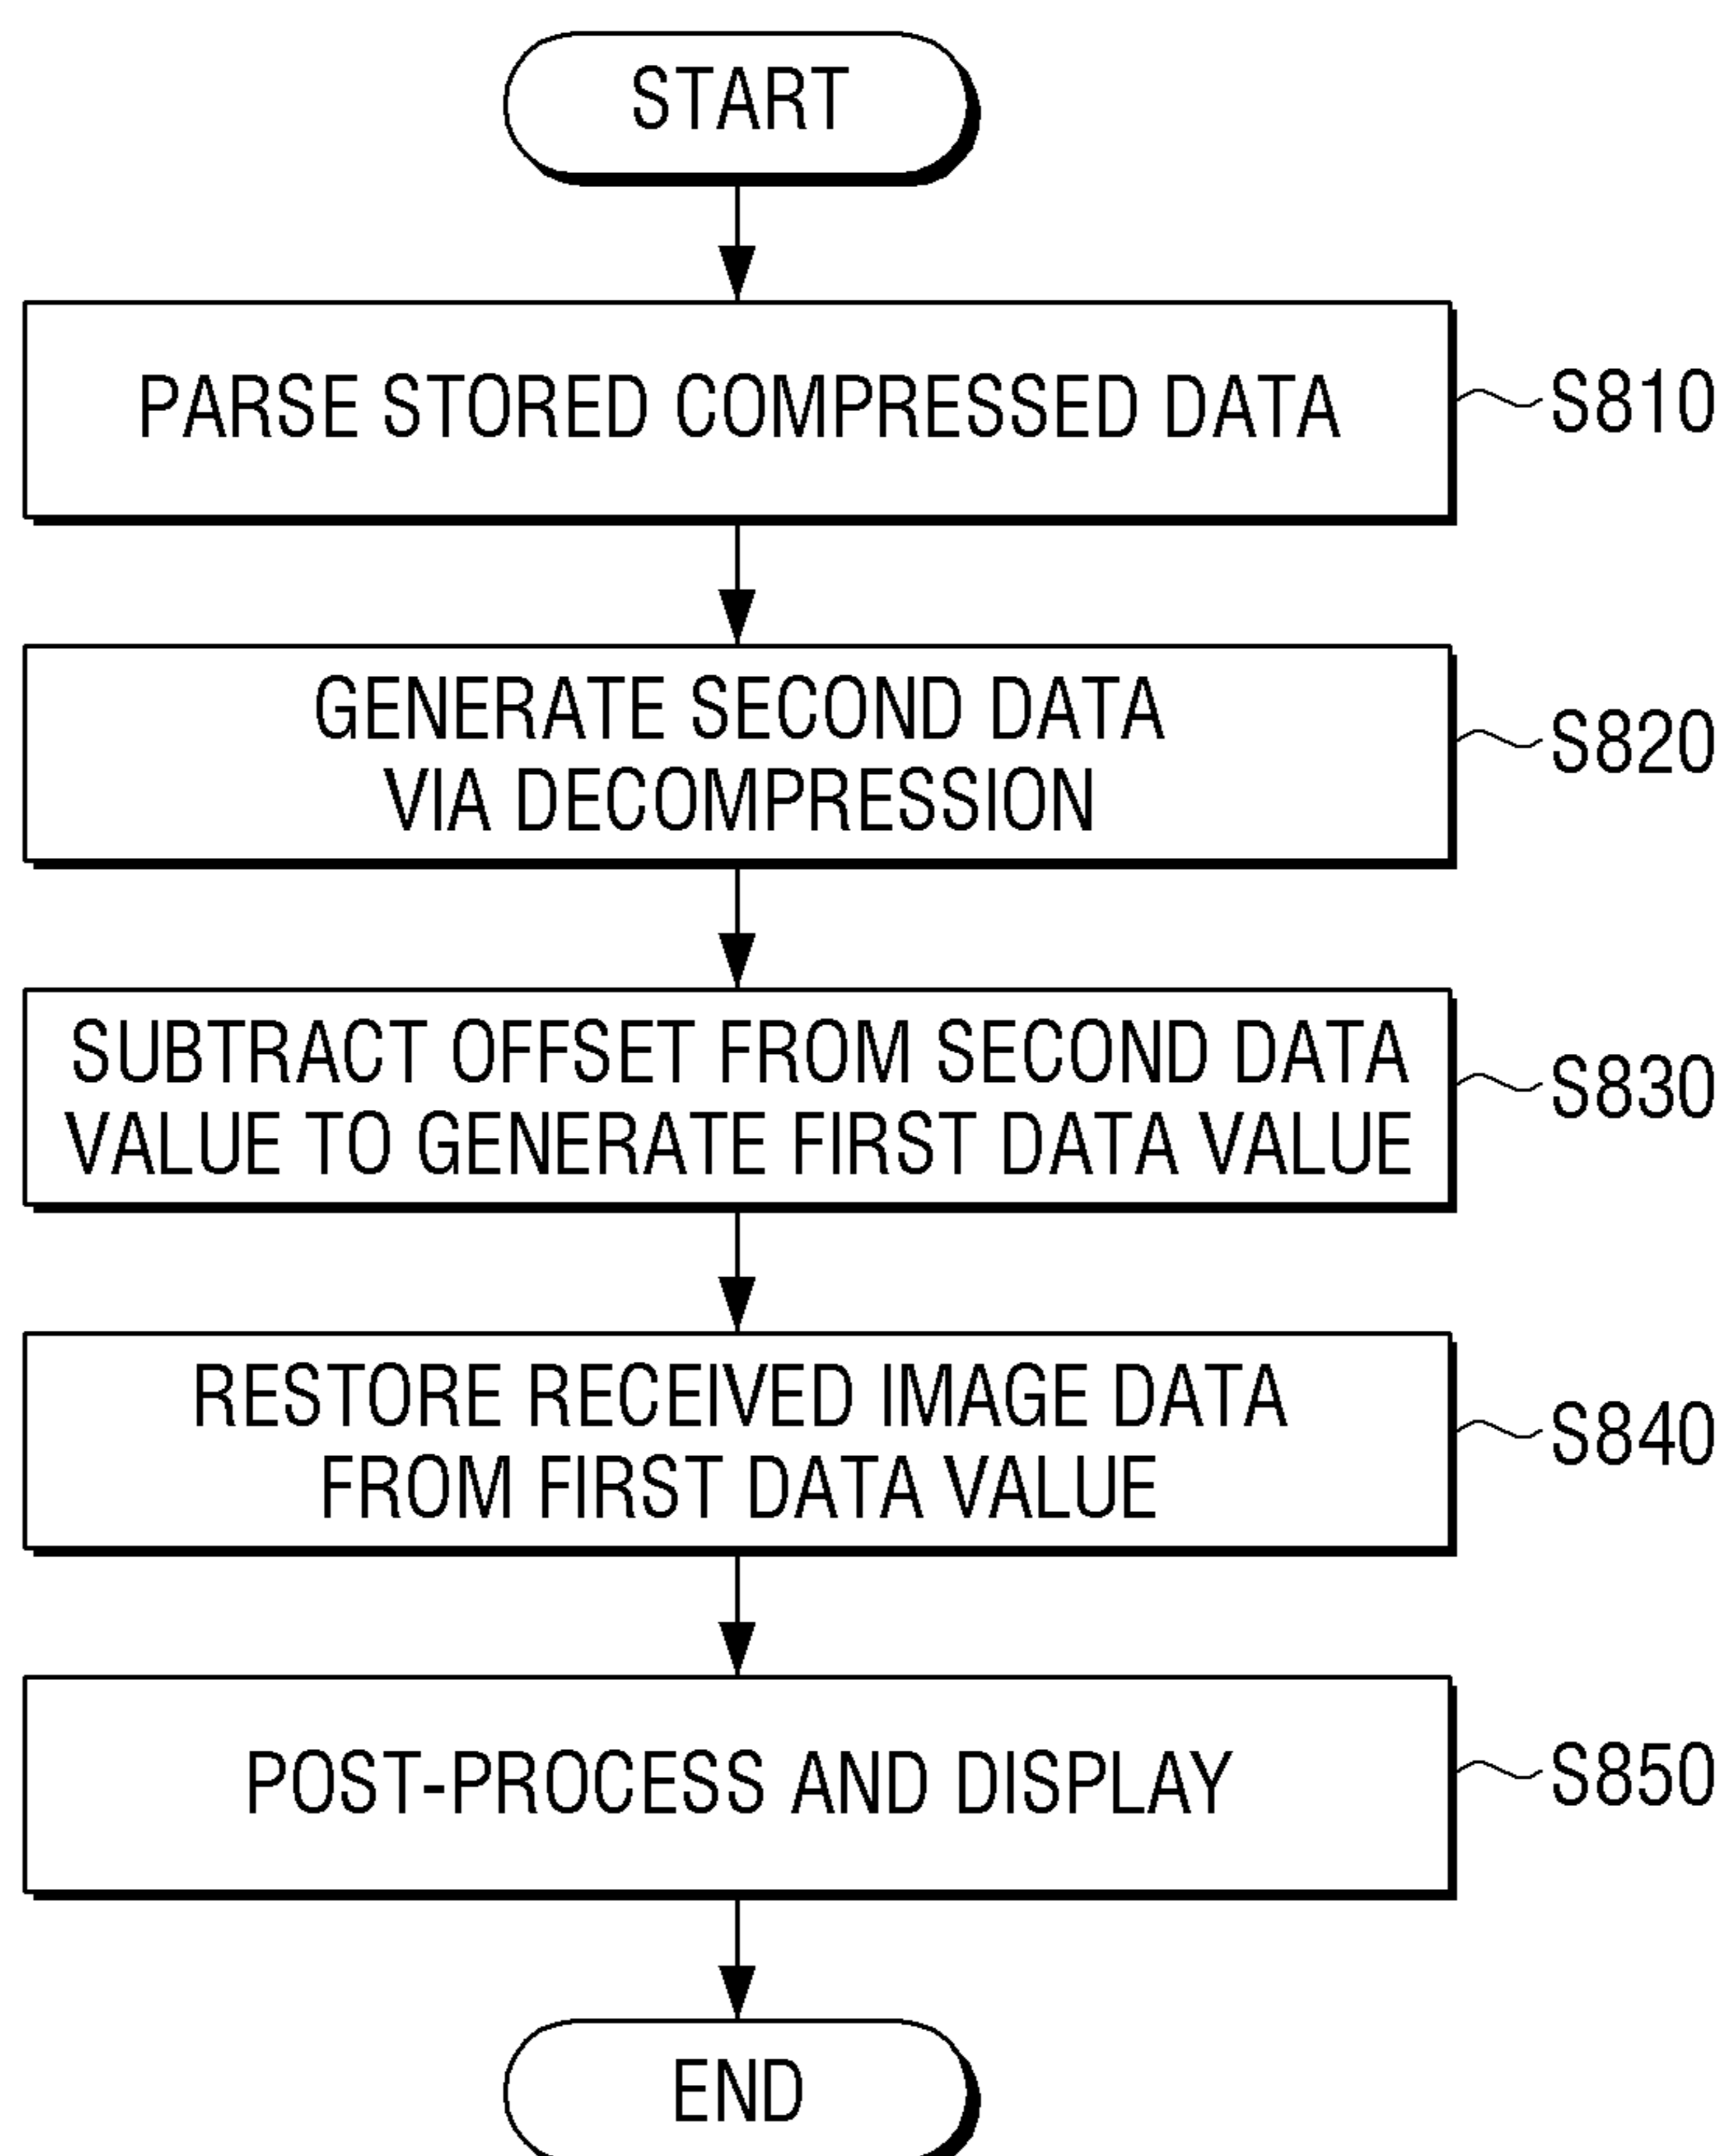 START
PARSE STORED COMPRESSED DATA
S810
GENERATE SECOND DATA
VIA DECOMPRESSION
S820
SUBTRACT OFFSET FROM SECOND DATA
VALUE TO GENERATE FIRST DATA VALUE
S830
RESTORE RECEIVED IMAGE DATA
FROM FIRST DATA VALUE
S840
POST-PROCESS AND DISPLAY
S850
END